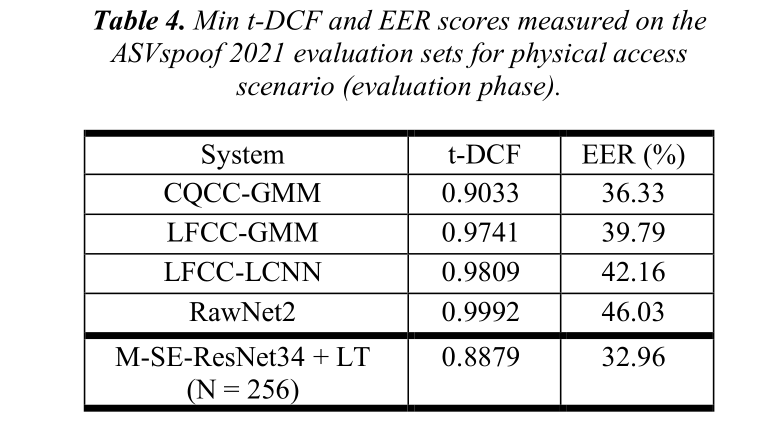 Table 4. Min t-DCF and EER scores measured on the
ASVspoof 2021 evaluation sets for physical access
scenario (evaluation phase).
System t-DCF EER (%)
CQCC-GMM 0.9033 36.33
LFCC-GMM 0.9741 39.79
LFCC-LCNN 0.9809 42.16
RawNet2 0.9992 46.03
M-SE-ResNet34 + LT 0.8879 32.96
(N = 256)